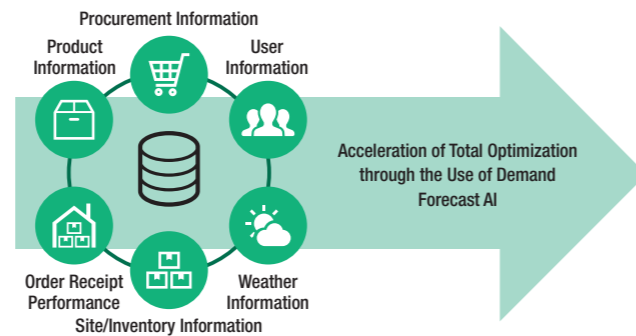 Procurement Information
Product
Information
User
Information
Acceleration of Total Optimization
through the Use of Demand
Forecast AI
Order Receipt
Performance
Weather
Information
Site/Inventory Information